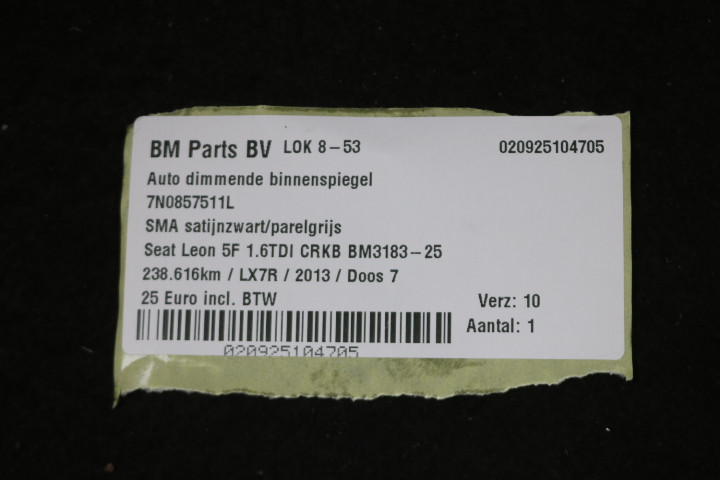 BM Parts BV LOK 8-53 020925104705
Auto dimmende binnenspiegel
7N0857511L
SMA satijnzwart/parelgrijs
Seat Leon 5F 1.6TDI CRKB BM3183-25
238.616km / LX7R / 2013 / Doos 7
25 Euro incl. BTW Verz: 10
Aantal: 1
020925104705